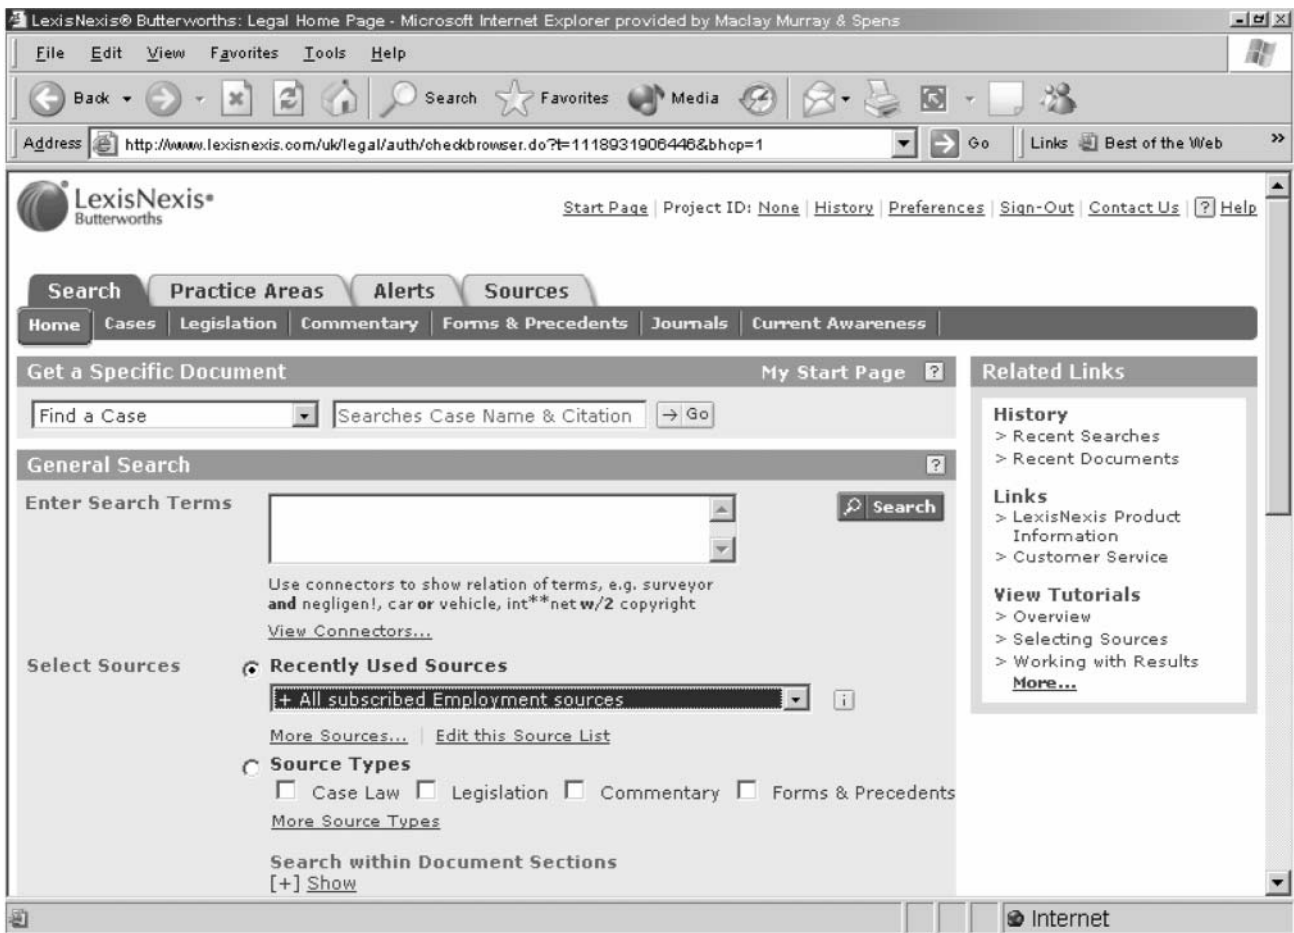 LexisNexis® Butterworths: Legal Home Page - Microsoft Internet Explorer provided by Maclay Murray & Spens
File Edit View Favorites Tools Help
Back Search Favorites Media
Address http://www.lexisnexis.com/uk/legal/auth/checkbrowser.do?t=1118931906446&bhcp=1 Go Links Best of the Web »
LexisNexis®
Butterworths
Start Page | Project ID: None | History | Preferences | Sign-Out | Contact Us | ? Help
Search Practice Areas Alerts Sources
Home Cases Legislation Commentary Forms & Precedents Journals Current Awareness
Get a Specific Document My Start Page ?
Find a Case Searches Case Name & Citation → Go
General Search ?
Enter Search Terms Search
Use connectors to show relation of terms, e.g. surveyor
and negligen!, car or vehicle, int**net w/2 copyright
View Connectors...
Select Sources Recently Used Sources
+ All subscribed Employment sources i
More Sources... | Edit this Source List
Source Types
Case Law Legislation Commentary Forms & Precedents
More Source Types
Search within Document Sections
[+] Show
Related Links
History
> Recent Searches
> Recent Documents
Links
> LexisNexis Product
Information
> Customer Service
View Tutorials
> Overview
> Selecting Sources
> Working with Results
More...
Internet